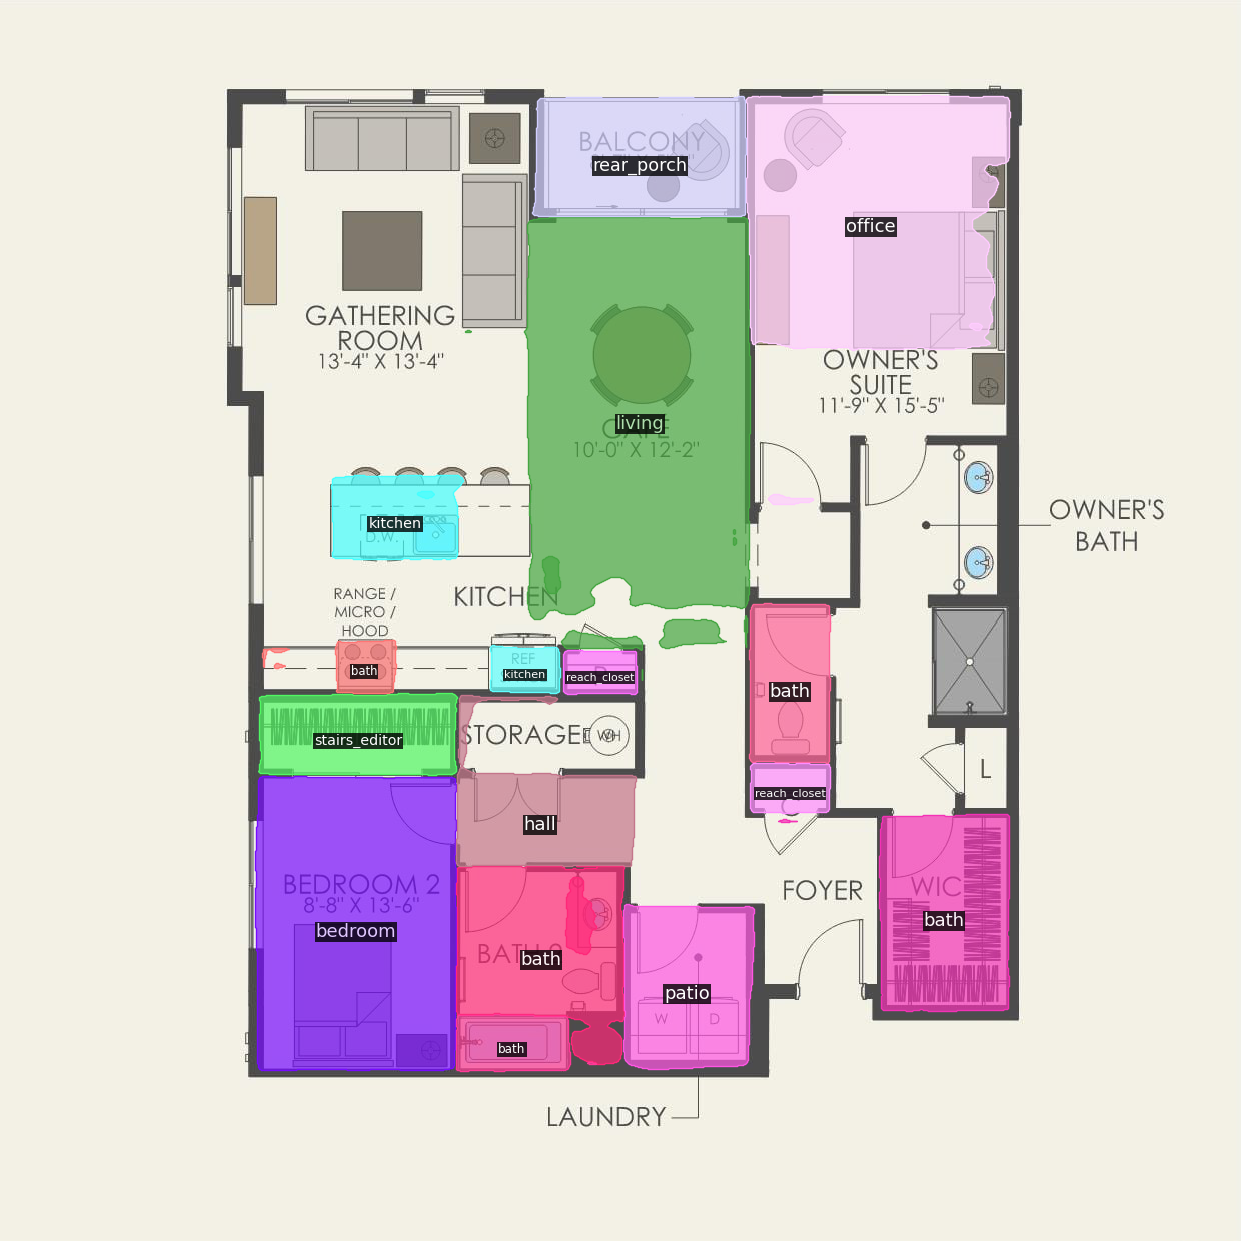 BALCONY
rear_porch
office
GATHERING
ROOM
13'-4" X 13'-4"
OWNER'S
SUITE
11'-9" X 15'-5"
living
CAFE
10'-0" X 12'-2"
kitchen
D.W.
OWNER'S
BATH
RANGE /
MICRO /
HOOD
KITCHEN
bath
REF
kitchen
reach_closet
bath
stairs_editor
STORAGE
WH
L
reach_closet
hall
BEDROOM 2
8'-8" X 13'-6"
bedroom
FOYER
WIC
bath
BATH 2
bath
patio
W
D
bath
LAUNDRY